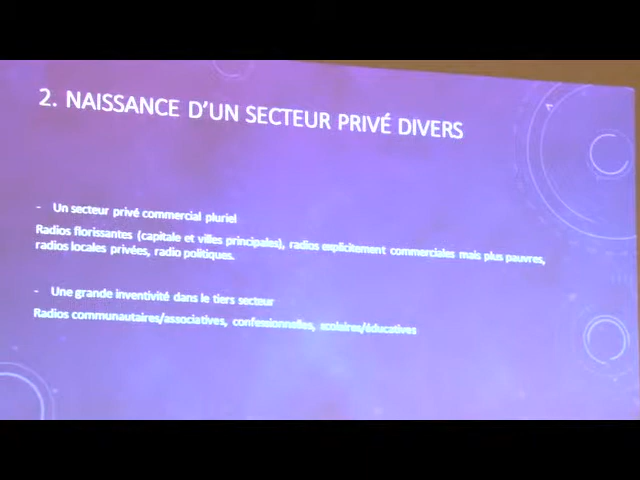 2. NAISSANCE D'UN SECTEUR PRIVÉ DIVERS
- Un secteur privé commercial pluriel
Radios florissantes (capitale et villes principales), radios explicitement commerciales mais plus pauvres,
radios locales privées, radio politiques.
- Une grande inventivité dans le tiers secteur
Radios communautaires/associatives, confessionnelles, scolaires/éducatives